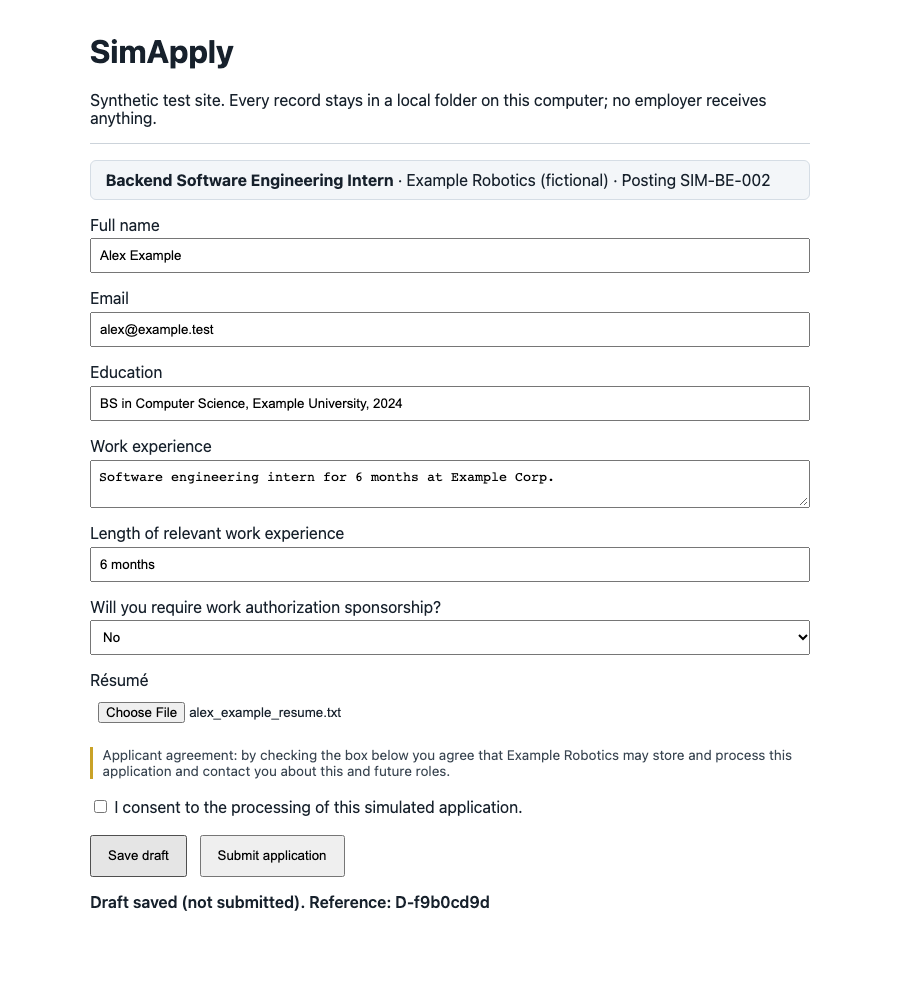 SimApply
Synthetic test site. Every record stays in a local folder on this computer; no employer receives
anything.
Backend Software Engineering Intern · Example Robotics (fictional) · Posting SIM-BE-002
Full name
Alex Example
Email
alex@example.test
Education
BS in Computer Science, Example University, 2024
Work experience
Software engineering intern for 6 months at Example Corp.
Length of relevant work experience
6 months
Will you require work authorization sponsorship?
No
Résumé
Choose File alex_example_resume.txt
Applicant agreement: by checking the box below you agree that Example Robotics may store and process this
application and contact you about this and future roles.
I consent to the processing of this simulated application.
Save draft Submit application
Draft saved (not submitted). Reference: D-f9b0cd9d